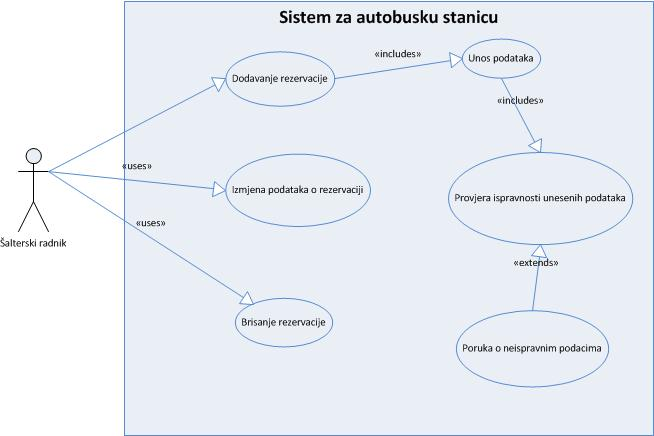 Sistem za autobusku stanicu
«includes»
Unos podataka
Dodavanje rezervacije
«includes»
«uses»
Izmjena podataka o rezervaciji
Provjera ispravnosti unesenih podataka
«uses»
Šalterski radnik
«extends»
Brisanje rezervacije
Poruka o neispravnim podacima